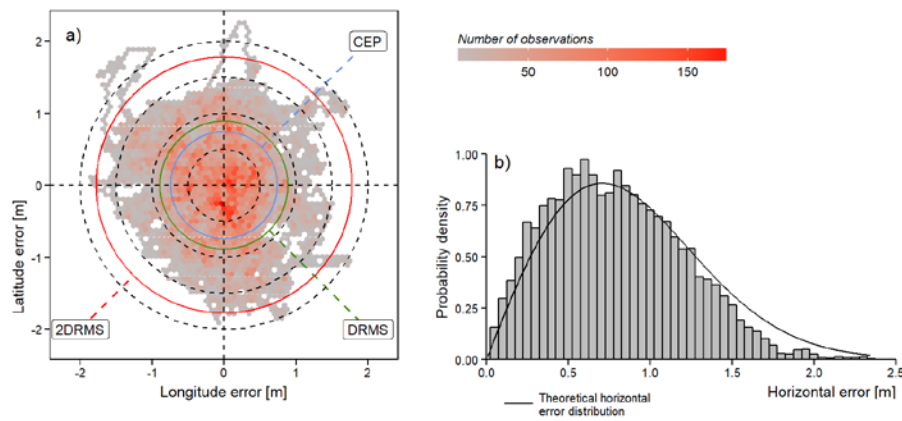 a)
CEP
2
1
0
-1
-2
Latitude error [m]
2DRMS
DRMS
-2
-1
0
1
2
Longitude error [m]
Number of observations
50
100
150
b)
1.00
0.75
0.50
0.25
0.00
Probability density
0.0
0.5
1.0
1.5
2.0
2.5
Horizontal error [m]
Theoretical horizontal
error distribution